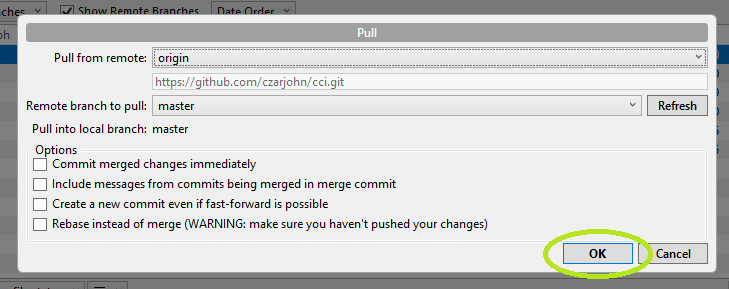 Show Remote Branches
Date Order
Pull
Pull from remote: origin
https://github.com/czarjohn/cci.git
Remote branch to pull: master Refresh
Pull into local branch: master
Options
Commit merged changes immediately
Include messages from commits being merged in merge commit
Create a new commit even if fast-forward is possible
Rebase instead of merge (WARNING: make sure you haven't pushed your changes)
OK Cancel